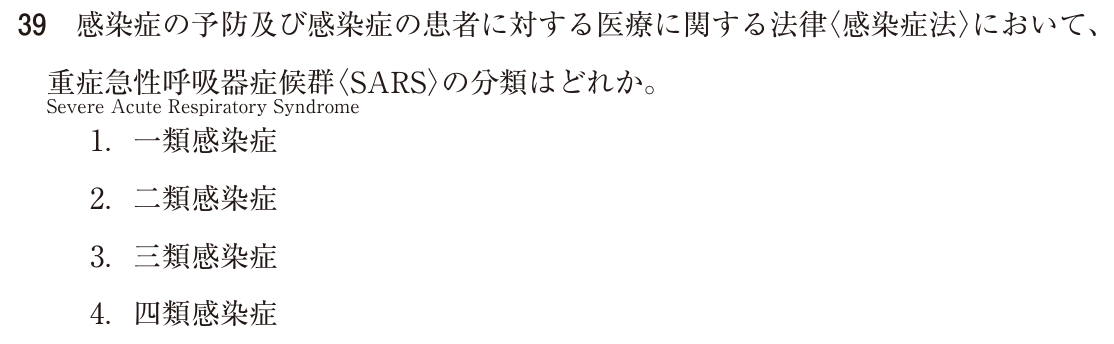 39 感染症の予防及び感染症の患者に対する医療に関する法律〈感染症法〉において、
重症急性呼吸器症候群〈SARS〉の分類はどれか。
Severe Acute Respiratory Syndrome
1. 一類感染症
2. 二類感染症
3. 三類感染症
4. 四類感染症